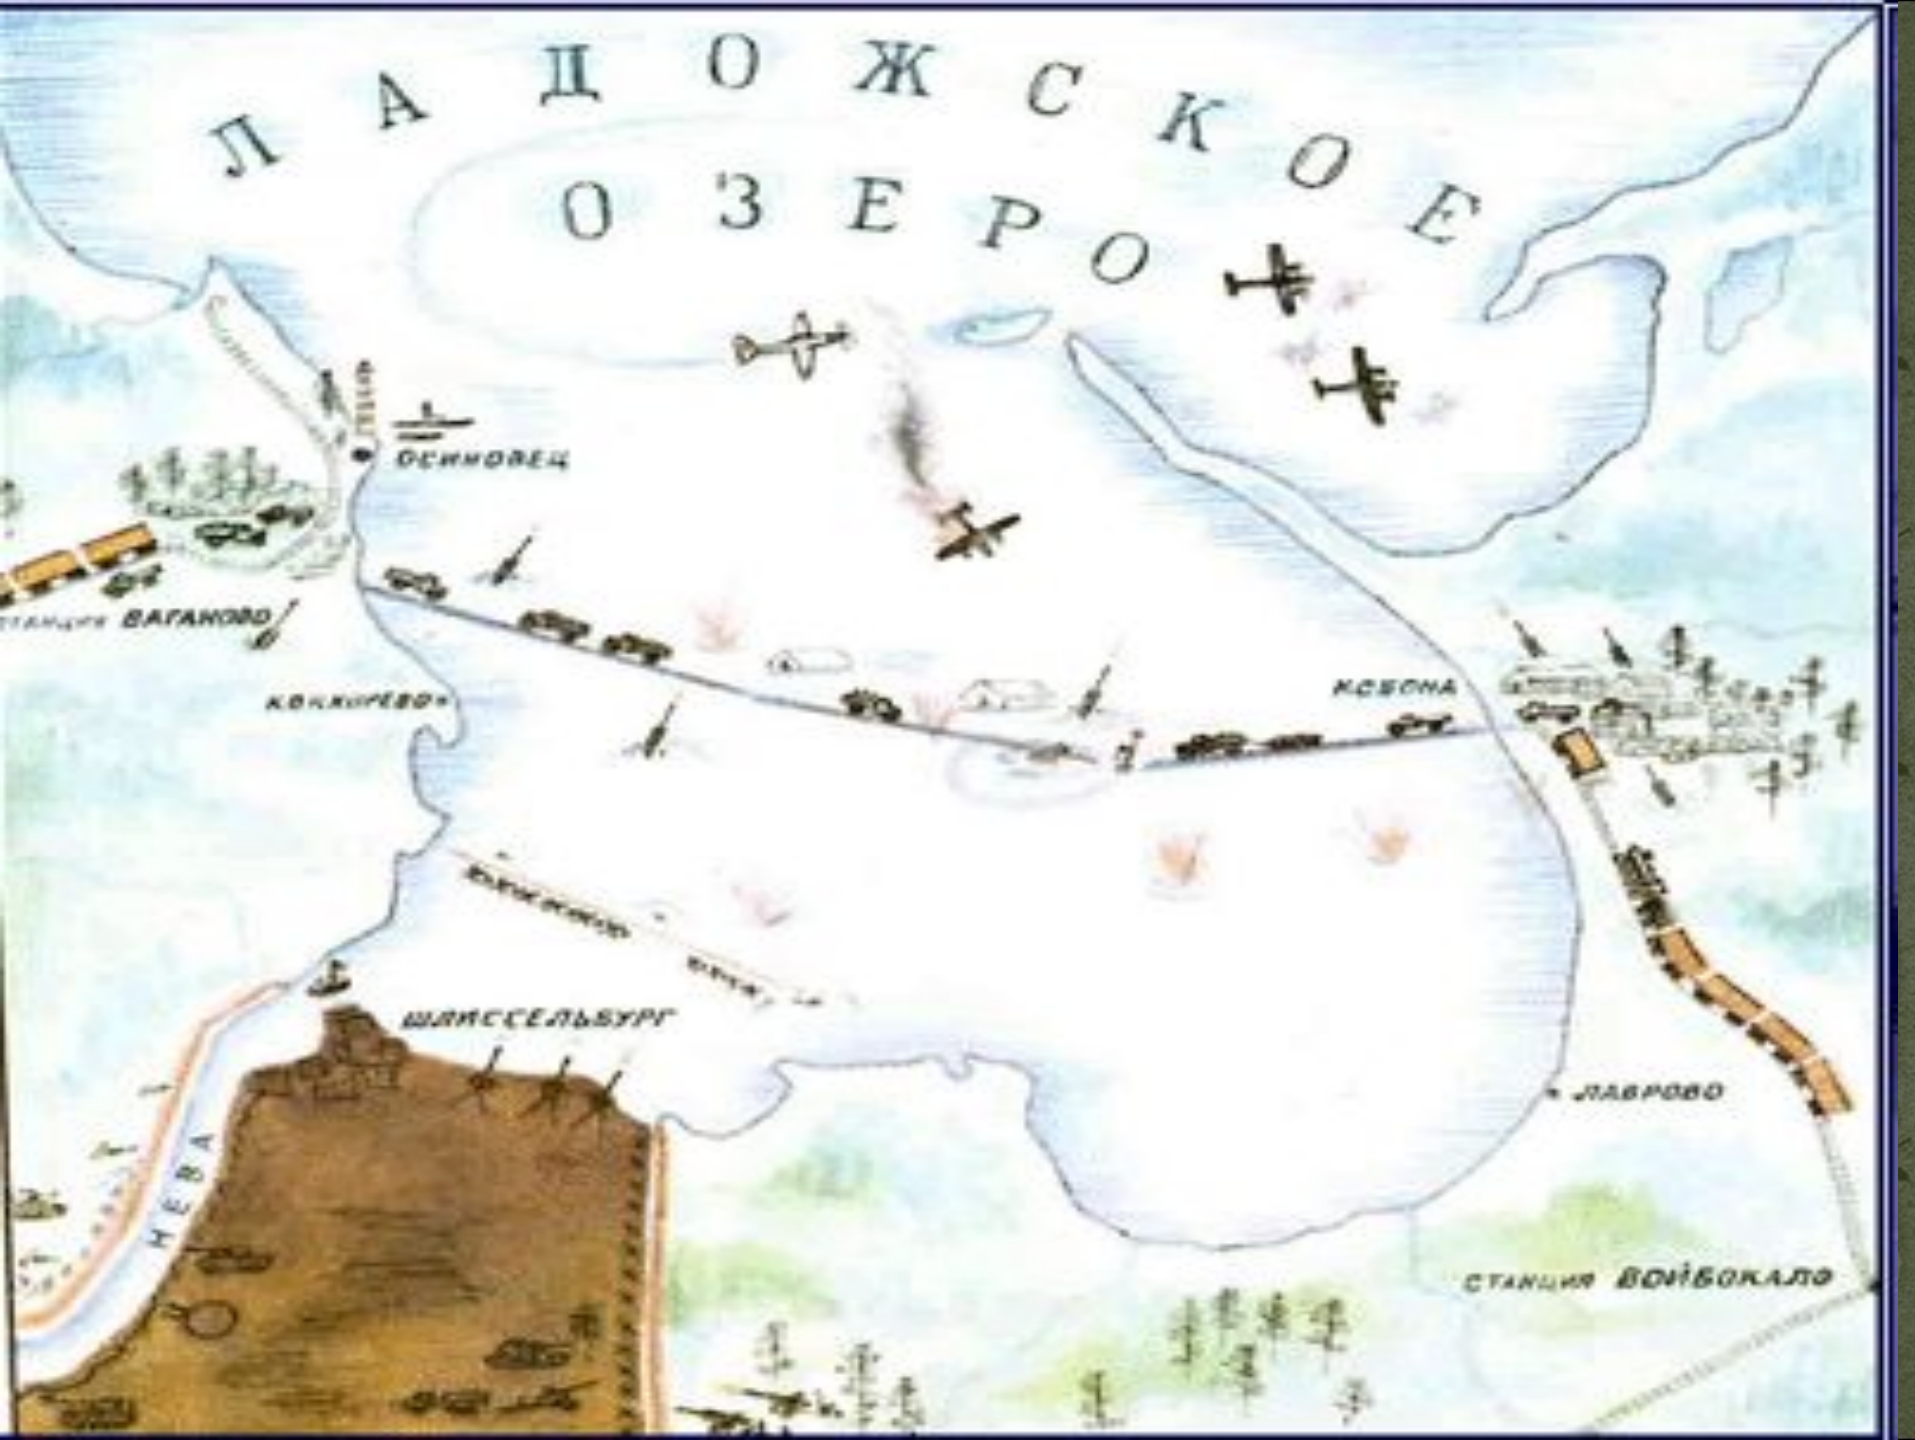 ЛАДОЖСКОЕ
ОЗЕРО
ОСИНОВЕЦ
СТАНЦИЯ ВАГАНОВО
КОККОРЕВО
КОБОНА
ШЛИССЕЛЬБУРГ
НЕВА
ЛАВРОВО
СТАНЦИЯ ВОЙБОКАЛО